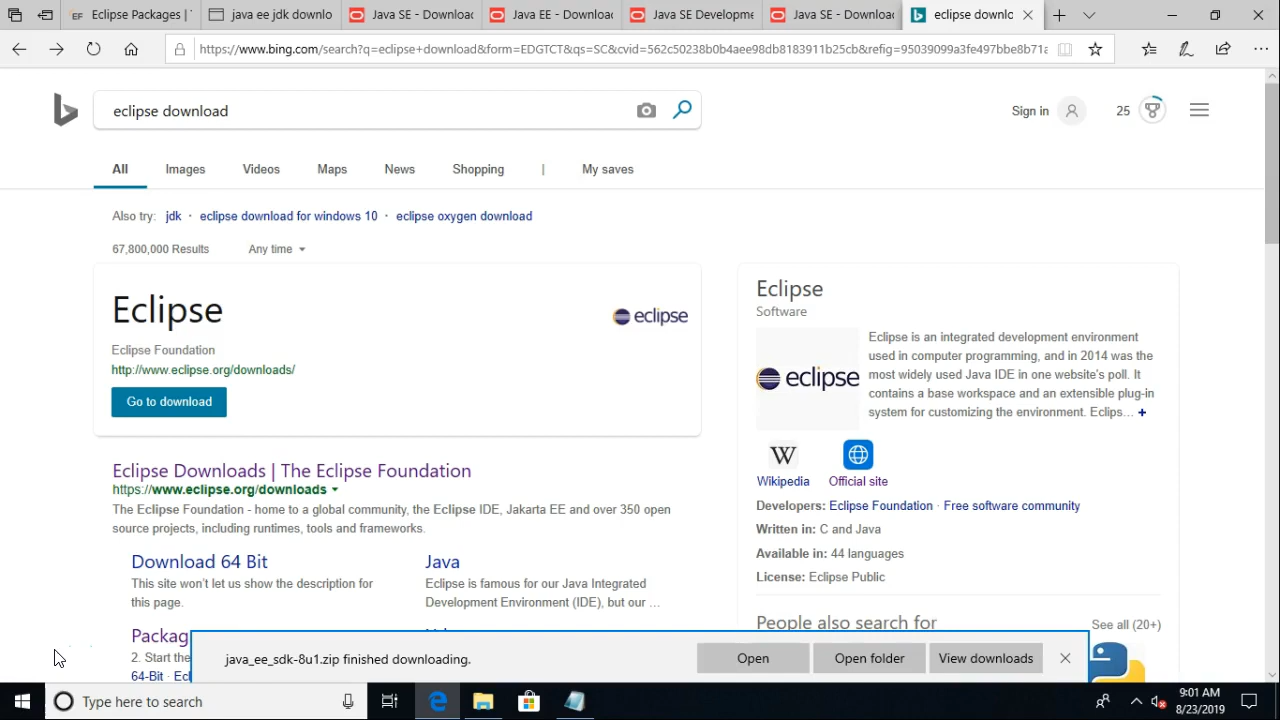 Eclipse Packages |
java ee jdk downlo
Java SE - Downloa
Java EE - Downloa
Java SE Developme
Java SE - Downloa
eclipse downlo
https://www.bing.com/search?q=eclipse+download&form=EDGTCT&qs=SC&cvid=562c50238b0b4aee98db8183911b25cb&refig=95039099a3fe497bbe8b71a
eclipse download
Sign in
25
All
Images
Videos
Maps
News
Shopping
|
My saves
Also try: jdk · eclipse download for windows 10 · eclipse oxygen download
67,800,000 Results
Any time
Eclipse
eclipse
Eclipse Foundation
http://www.eclipse.org/downloads/
Go to download
Eclipse Downloads | The Eclipse Foundation
https://www.eclipse.org/downloads
The Eclipse Foundation - home to a global community, the Eclipse IDE, Jakarta EE and over 350 open
source projects, including runtimes, tools and frameworks.
Download 64 Bit
This site won't let us show the description for
this page.
Java
Eclipse is famous for our Java Integrated
Development Environment (IDE), but our ...
Packag
2. Start the
64-Bit · Ecl
Eclipse
Software
eclipse
Eclipse is an integrated development environment
used in computer programming, and in 2014 was the
most widely used Java IDE in one website's poll. It
contains a base workspace and an extensible plug-in
system for customizing the environment. Eclips... +
W
Wikipedia
Official site
Developers: Eclipse Foundation · Free software community
Written in: C and Java
Available in: 44 languages
License: Eclipse Public
People also search for
See all (20+)
java_ee_sdk-8u1.zip finished downloading.
Open
Open folder
View downloads
Type here to search
9:01 AM
8/23/2019